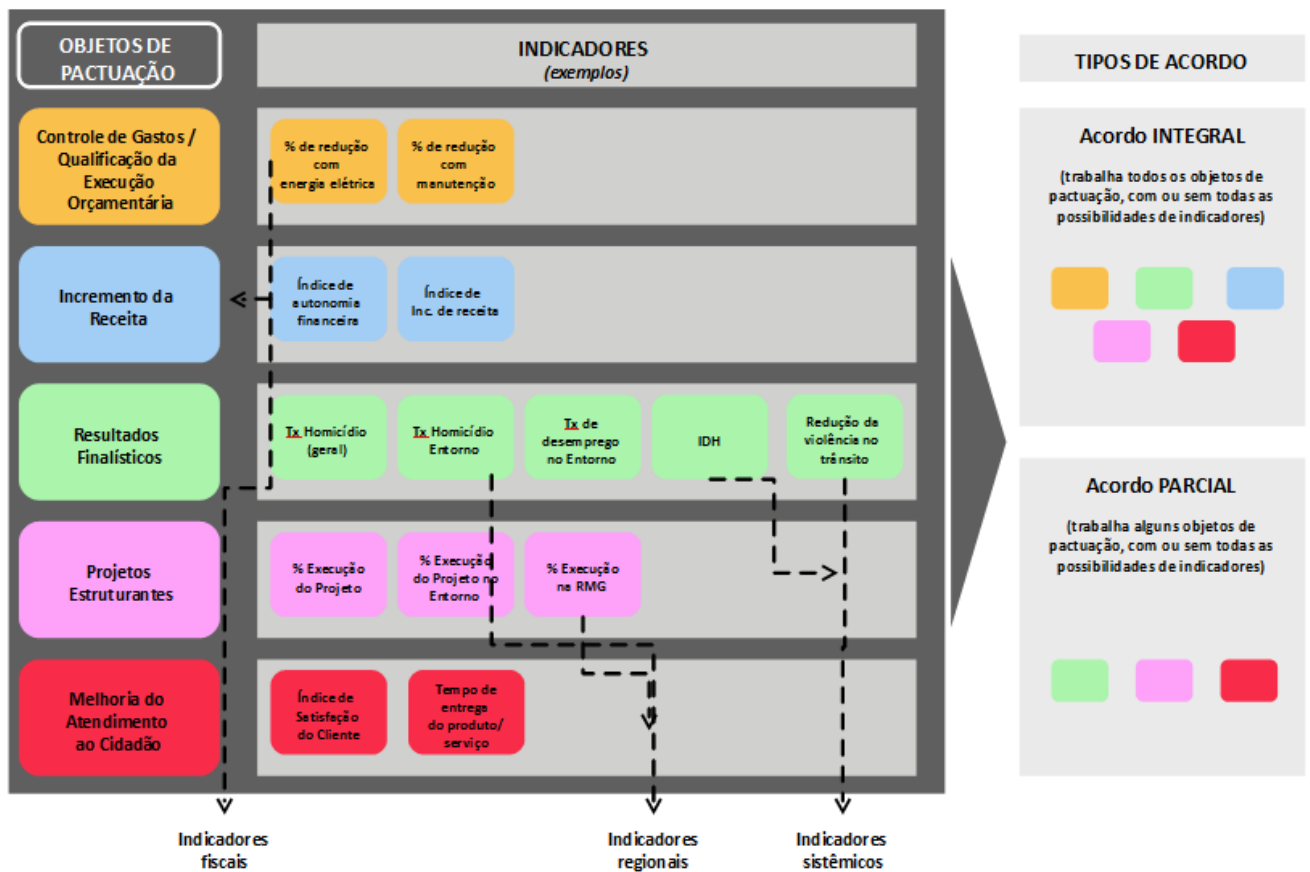 OBJETOS DE
PACTUAÇÃO
INDICADORES
(exemplos)
TIPOS DE ACORDO
Controle de Gastos /
Qualificação da
Execução
Orçamentária
% de redução
com
energia elétrica
% de redução
com
manutenção
Incremento da
Receita
Índice de
autonomia
financeira
Índice de
Inc. de receita
Resultados
Finalísticos
Tx Homicídio
(geral)
Tx Homicídio
Entorno
Tx de
desemprego
no Entorno
IDH
Redução da
violência no
trânsito
Projetos
Estruturantes
% Execução
do Projeto
% Execução
do Projeto no
Entorno
% Execução
na RMG
Melhoria do
Atendimento
ao Cidadão
Índice de
Satisfação
do Cliente
Tempo de
entrega
do produto/
serviço
Indicadores
fiscais
Indicadores
regionais
Indicadores
sistêmicos
Acordo INTEGRAL
(trabalha todos os objetos de
pactuação, com ou sem todas as
possibilidades de indicadores)
Acordo PARCIAL
(trabalha alguns objetos de
pactuação, com ou sem todas as
possibilidades de indicadores)